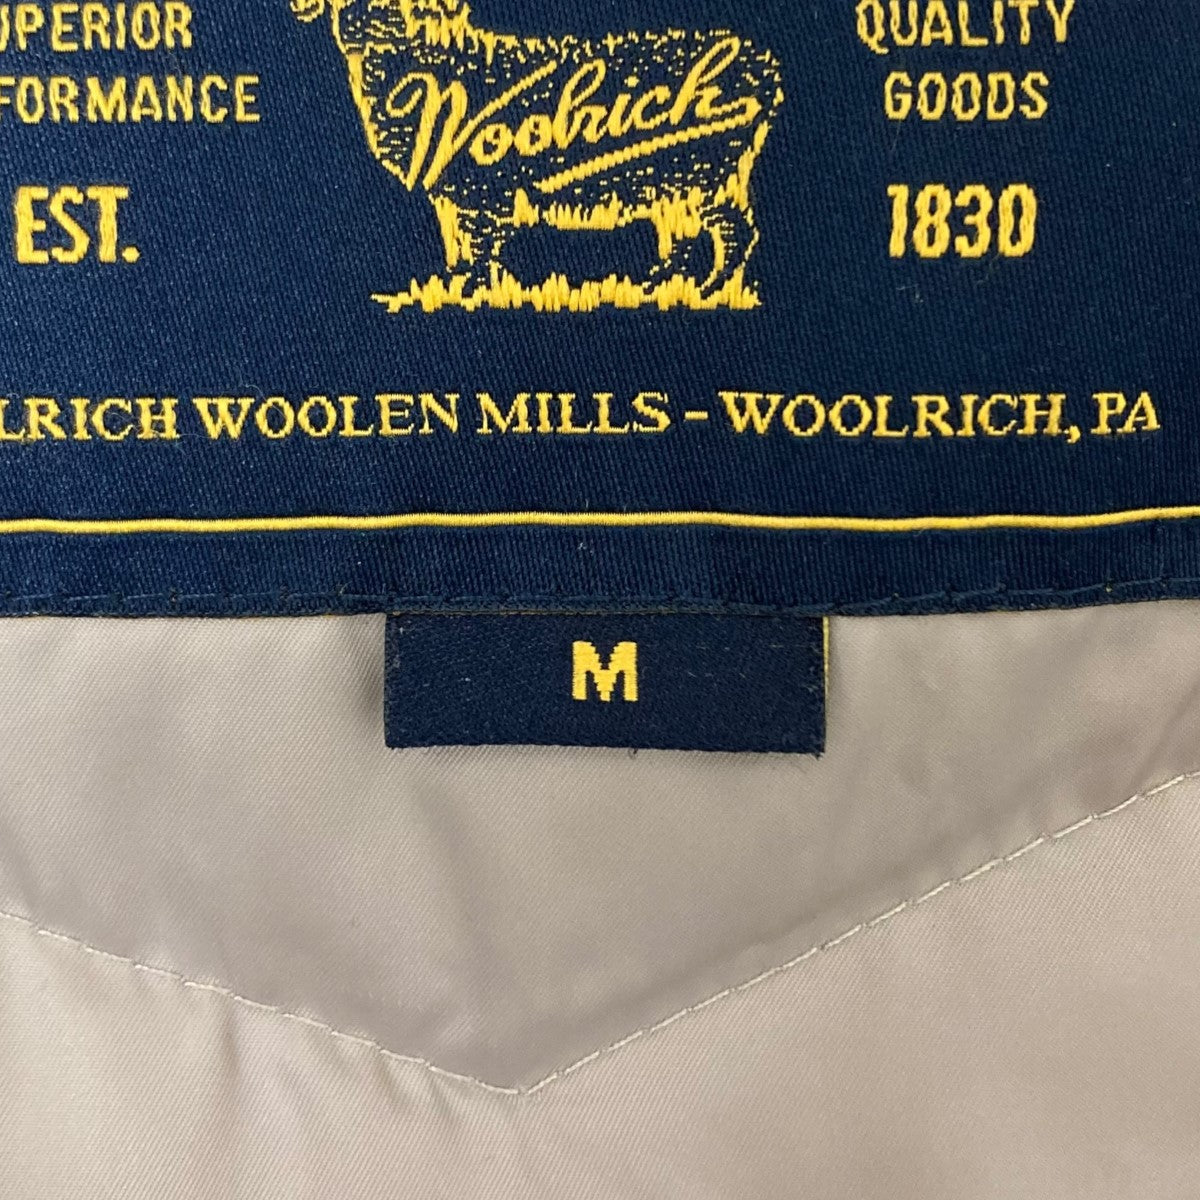 UPERIOR
FORMANCE
EST.
Woolrich
QUALITY
GOODS
1830
LRICH WOOLEN MILLS - WOOLRICH, PA
M